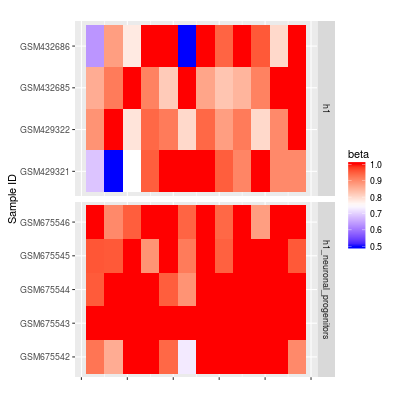 GSM432686
GSM432685
GSM429322
GSM429321
h1
GSM675546
GSM675545
GSM675544
GSM675543
GSM675542
h1_neuronal_progenitors
Sample ID
beta
1.0
0.9
0.8
0.7
0.6
0.5